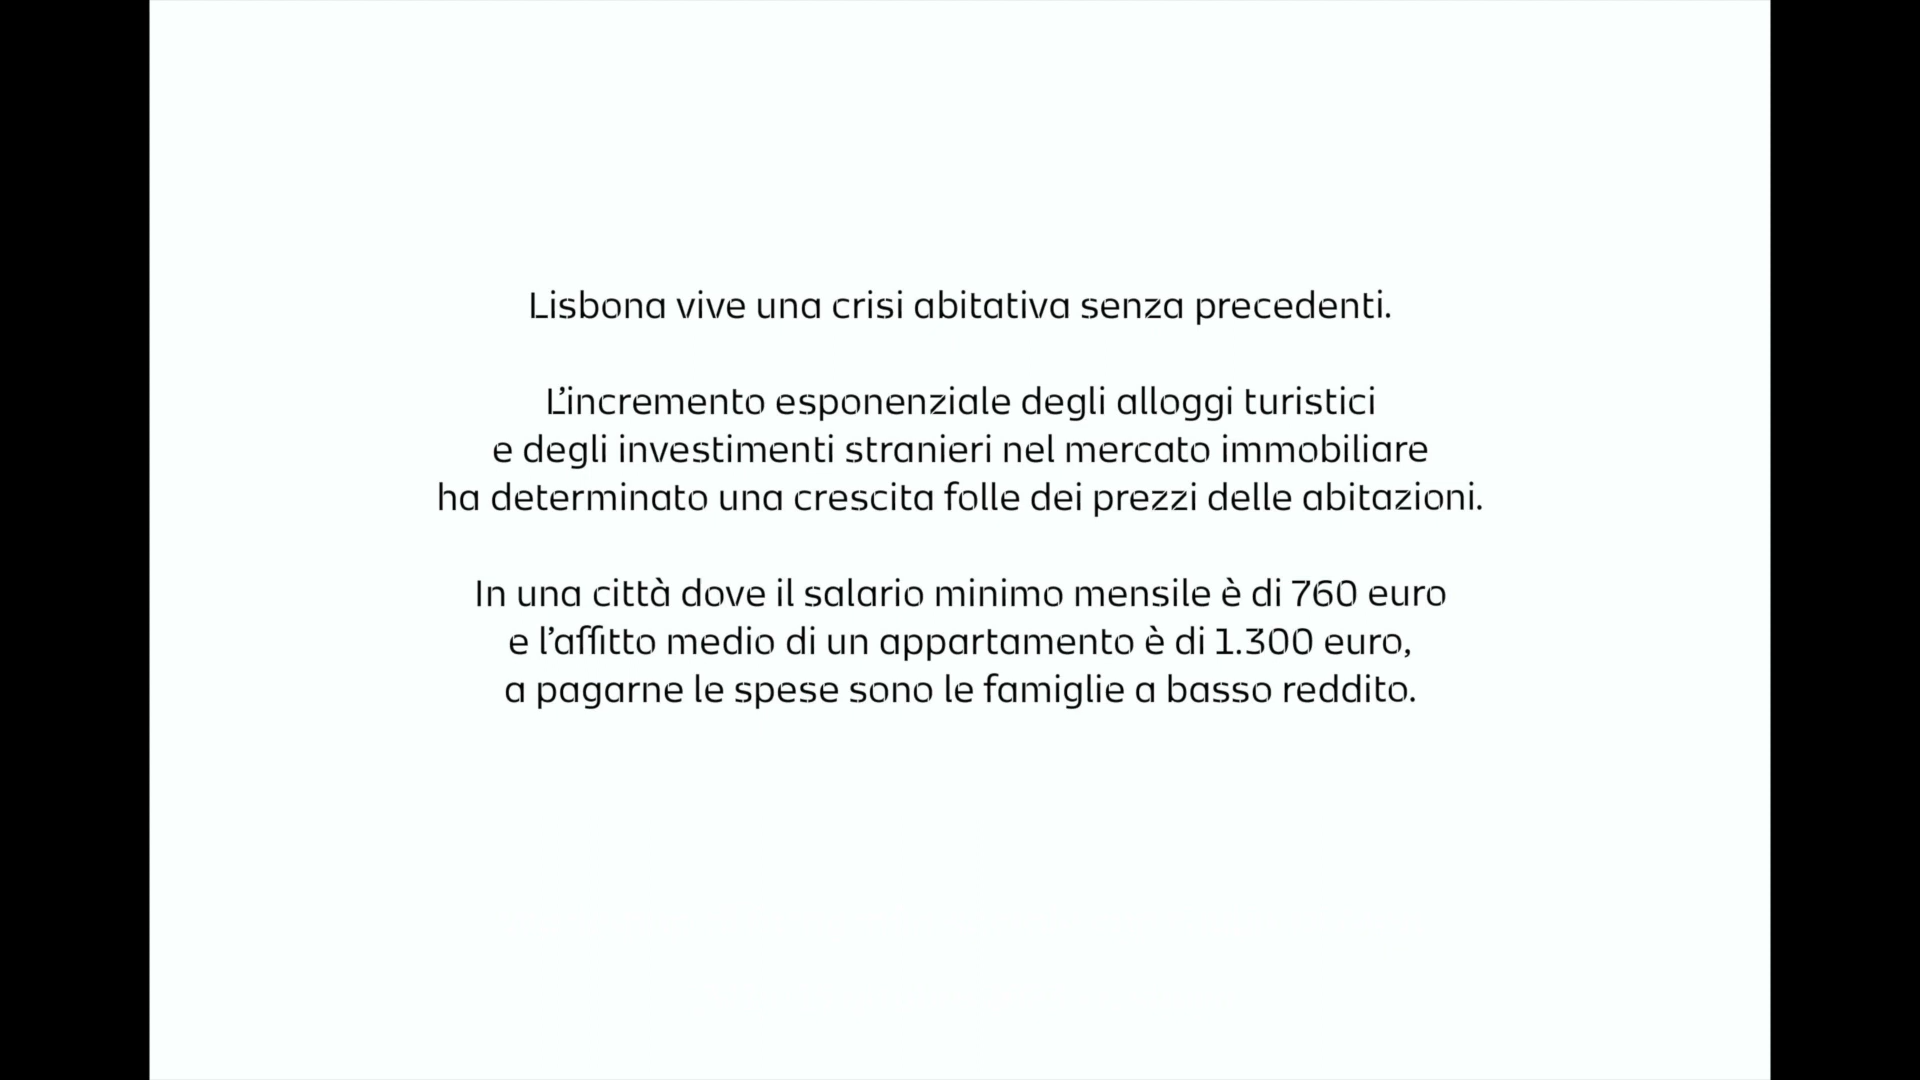 Lisbona vive una crisi abitativa senza precedenti.
L'incremento esponenziale degli alloggi turistici
e degli investimenti stranieri nel mercato immobiliare
ha determinato una crescita folle dei prezzi delle abitazioni.
In una città dove il salario minimo mensile è di 760 euro
e l'affitto medio di un appartamento è di 1.300 euro,
a pagarne le spese sono le famiglie a basso reddito.